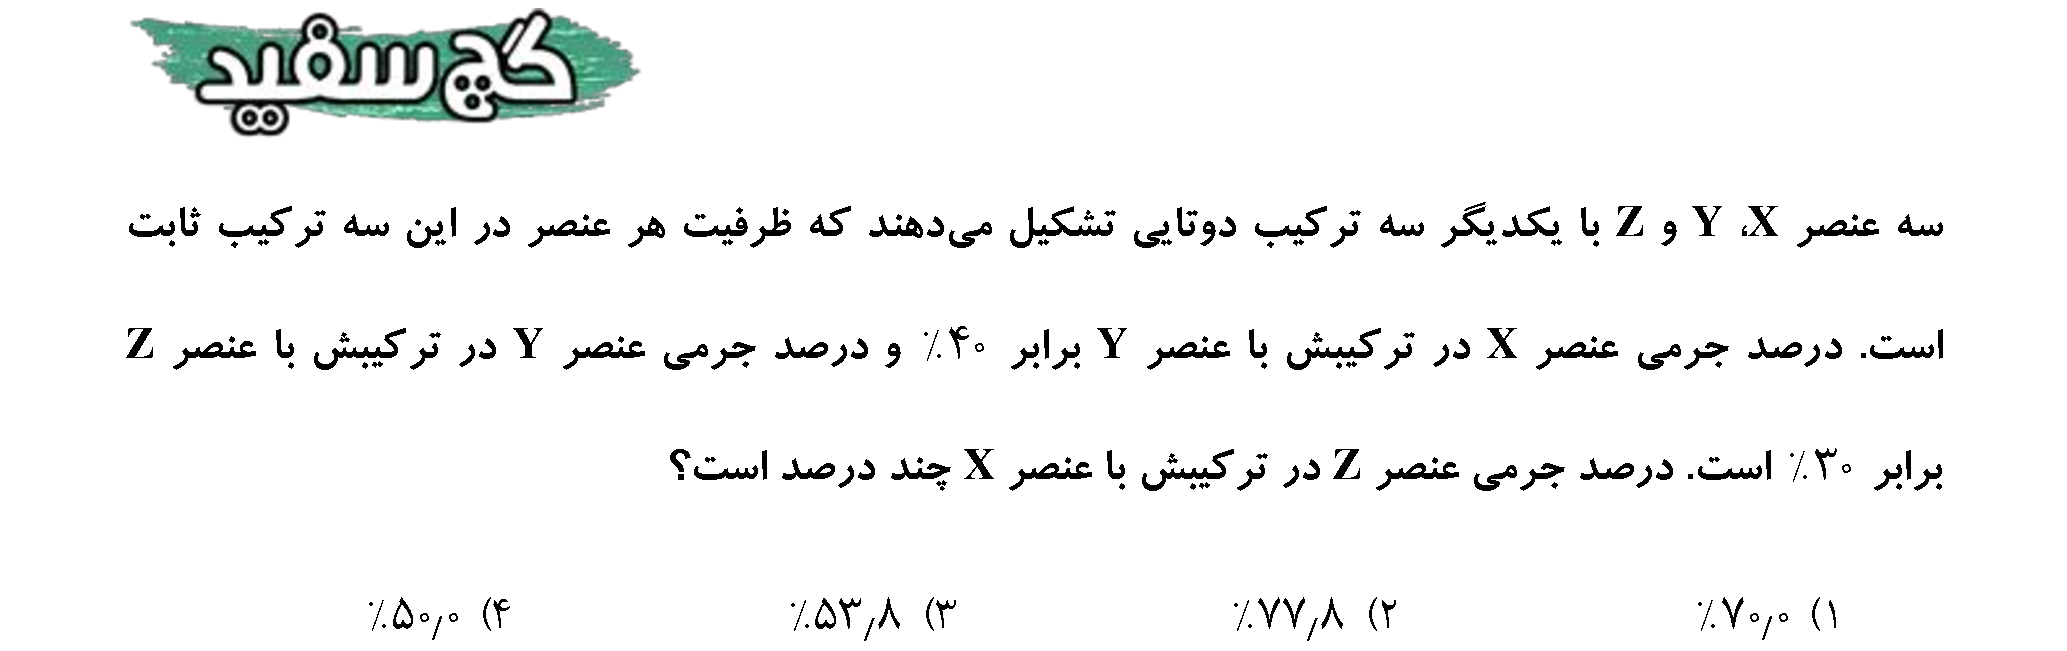 گچ سفید
سه عنصر X، Y و Z با یکدیگر سه ترکیب دوتایی تشکیل می‌دهند که ظرفیت هر عنصر در این سه ترکیب ثابت
است. درصد جرمی عنصر X در ترکیبش با عنصر Y برابر ۴۰٪ و درصد جرمی عنصر Y در ترکیبش با عنصر Z
برابر ۳۰٪ است. درصد جرمی عنصر Z در ترکیبش با عنصر X چند درصد است؟
۱) ۷۰٫۰٪ ۲) ۷۷٫۸٪ ۳) ۵۳٫۸٪ ۴) ۵۰٫۰٪